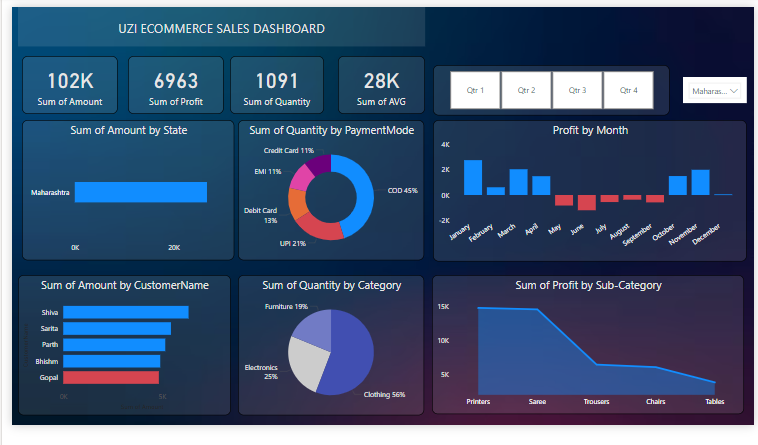 UZI ECOMMERCE SALES DASHBOARD
102K
Sum of Amount
6963
Sum of Profit
1091
Sum of Quantity
28K
Sum of AVG
Qtr 1
Qtr 2
Qtr 3
Qtr 4
Maharas...
Sum of Amount by State
Maharashtra
0K
20K
Sum of Quantity by PaymentMode
Credit Card 11%
EMI 11%
Debit Card
13%
UPI 21%
COD 45%
Profit by Month
4K
2K
0K
-2K
January
February
March
April
May
June
July
August
September
October
November
December
Sum of Amount by CustomerName
Shiva
Sarita
Parth
Bhishm
Gopal
0K
5K
Sum of Quantity by Category
Furniture 19%
Electronics
25%
Clothing 56%
Sum of Profit by Sub-Category
15K
10K
5K
Printers
Saree
Trousers
Chairs
Tables